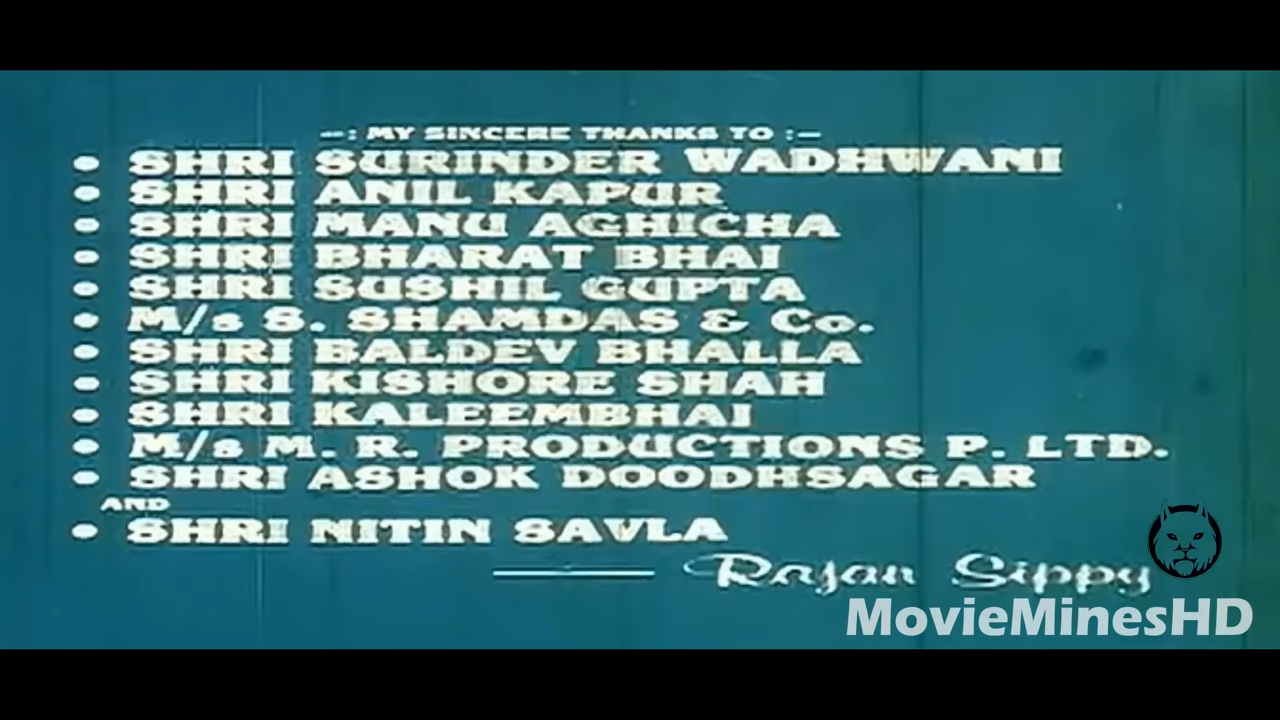 –: MY SINCERE THANKS TO :–
• SHRI SURINDER WADHWANI
• SHRI ANIL KAPUR
• SHRI MANU AGHICHA
• SHRI BHARAT BHAI
• SHRI SUSHIL GUPTA
• M/s S. SHAMDAS & Co.
• SHRI BALDEV BHALLA
• SHRI KISHORE SHAH
• SHRI KALEEMBHAI
• M/s M. R. PRODUCTIONS P. LTD.
• SHRI ASHOK DOODHSAGAR
AND
• SHRI NITIN SAVLA
—— Rajan Sippy
MovieMinesHD